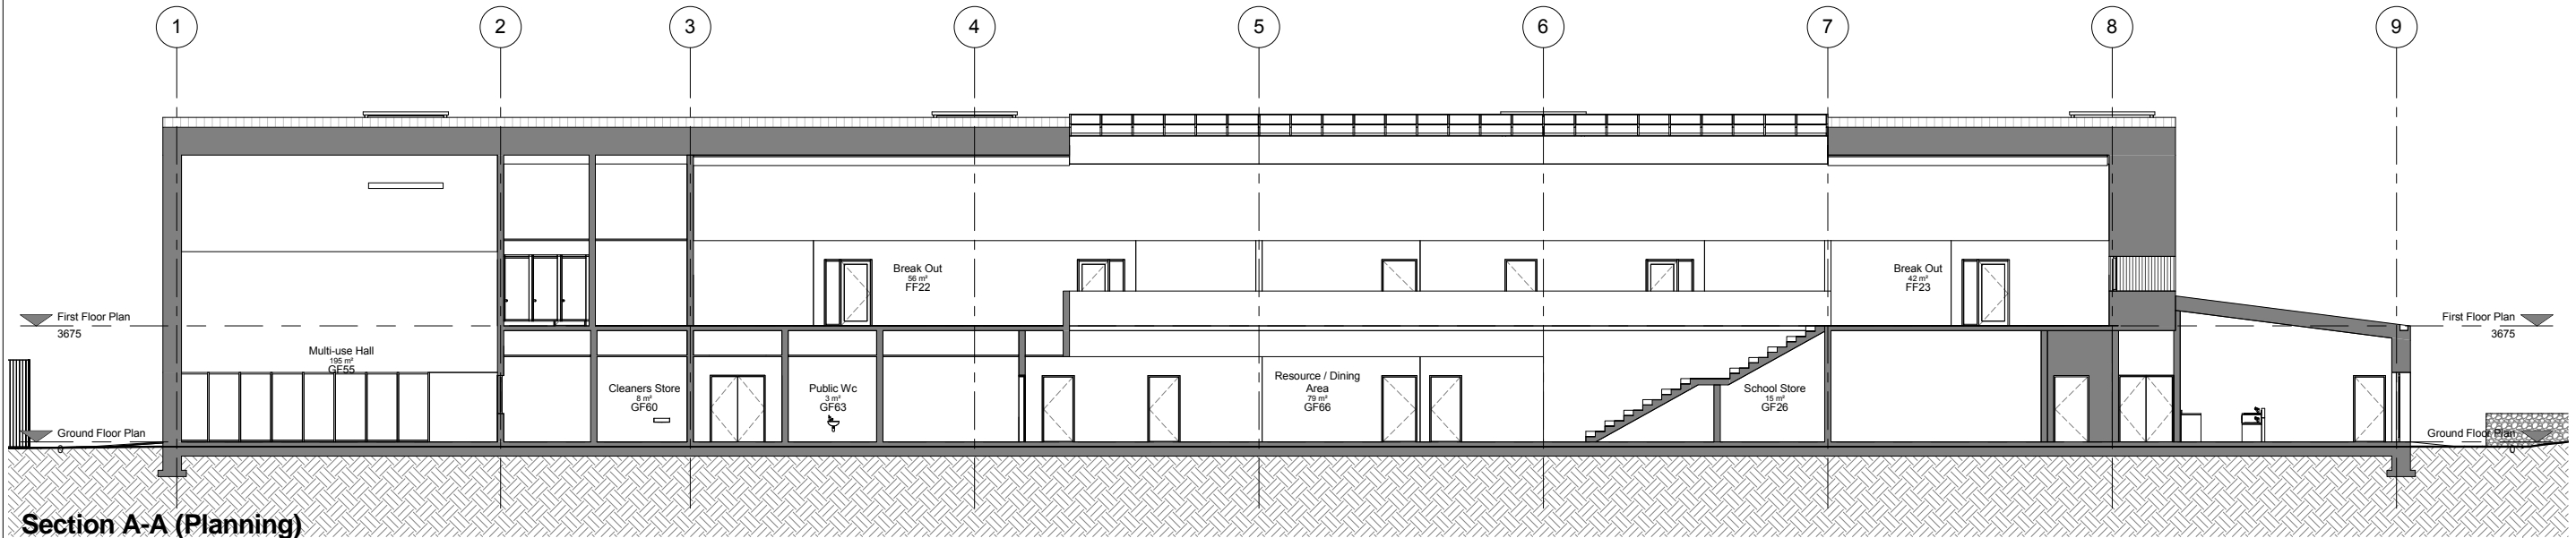 1 2 3 4 5 6 7 8 9
Break Out
56 m²
FF22
Break Out
42 m²
FF23
First Floor Plan
3675
First Floor Plan
3675
Multi-use Hall
195 m²
GF55
Cleaners Store
8 m²
GF60
Public Wc
3 m²
GF63
Resource / Dining
Area
79 m²
GF66
School Store
15 m²
GF26
Ground Floor Plan
0
Ground Floor Plan
0
Section A-A (Planning)